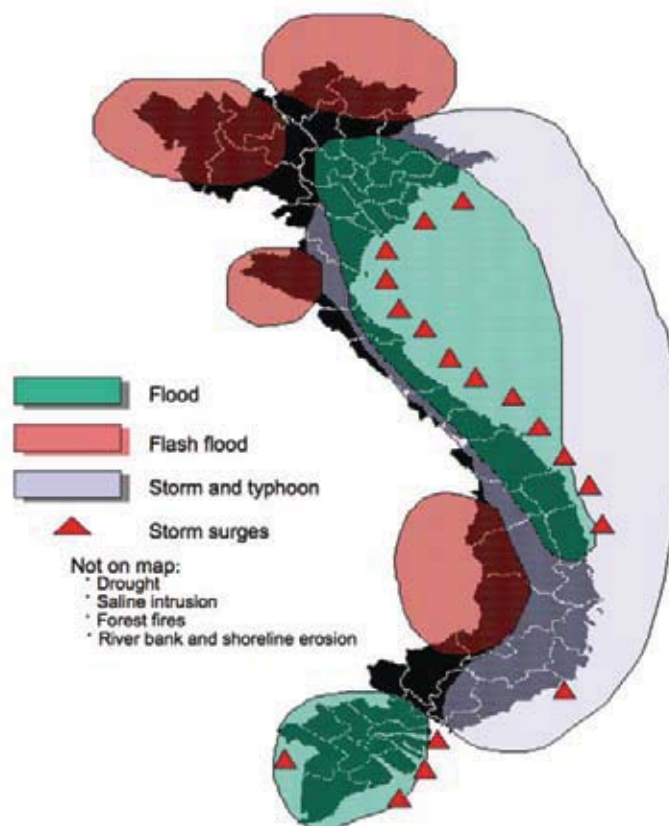 Flood
Flash flood
Storm and typhoon
Storm surges
Not on map:
· Drought
· Saline intrusion
· Forest fires
· River bank and shoreline erosion